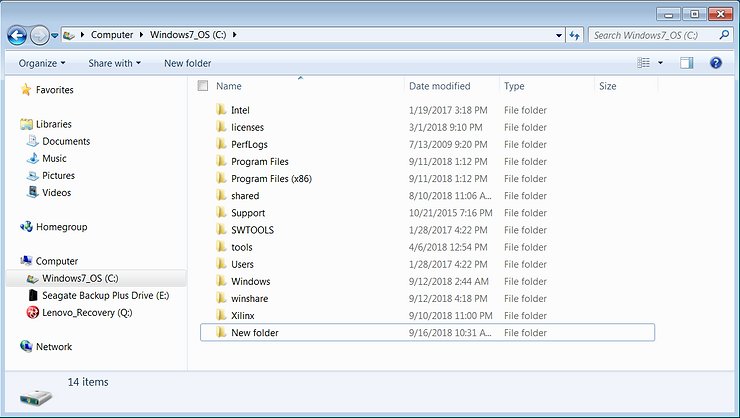 Computer Windows7_OS (C:) Search Windows7_OS (C:)
Organize Share with New folder
Name Date modified Type Size
Favorites
Libraries
Documents
Music
Pictures
Videos
Homegroup
Computer
Windows7_OS (C:)
Seagate Backup Plus Drive (E:)
Lenovo_Recovery (Q:)
Network
Intel 1/19/2017 3:18 PM File folder
licenses 3/1/2018 9:10 PM File folder
PerfLogs 7/13/2009 9:20 PM File folder
Program Files 9/11/2018 1:12 PM File folder
Program Files (x86) 9/11/2018 1:12 PM File folder
shared 8/10/2018 11:06 A... File folder
Support 10/21/2015 7:16 PM File folder
SWTOOLS 1/28/2017 4:22 PM File folder
tools 4/6/2018 12:54 PM File folder
Users 1/28/2017 4:22 PM File folder
Windows 9/12/2018 2:44 AM File folder
winshare 9/12/2018 4:18 PM File folder
Xilinx 9/10/2018 11:00 PM File folder
New folder 9/16/2018 10:31 A... File folder
14 items